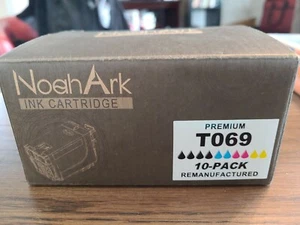 NoahArk
INK CARTRIDGE
PREMIUM
T069
10-PACK
REMANUFACTURED